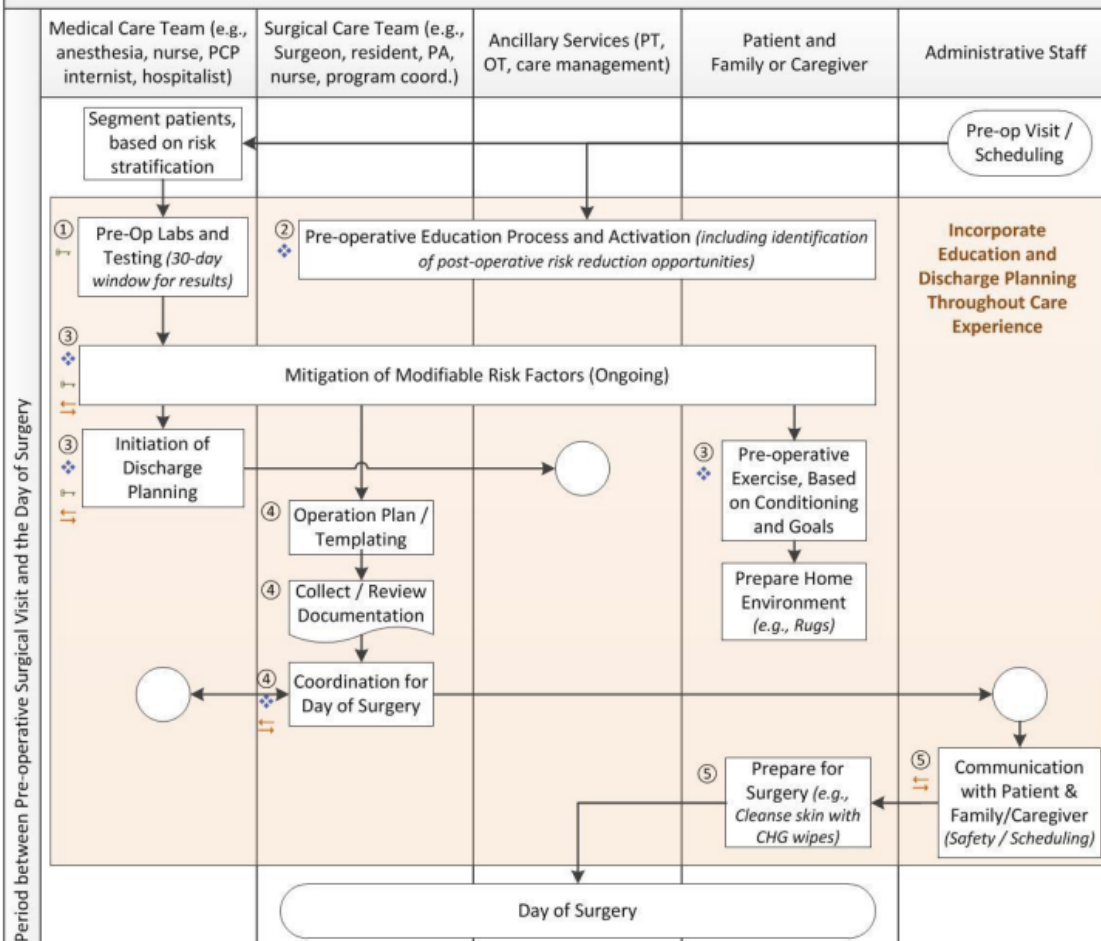 Medical Care Team (e.g.,
anesthesia, nurse, PCP
internist, hospitalist)
Surgical Care Team (e.g.,
Surgeon, resident, PA,
nurse, program coord.)
Ancillary Services (PT,
OT, care management)
Patient and
Family or Caregiver
Administrative Staff
Period between Pre-operative Surgical Visit and the Day of Surgery
Segment patients,
based on risk
stratification
Pre-op Visit /
Scheduling
①
Pre-Op Labs and
Testing (30-day
window for results)
②
Pre-operative Education Process and Activation (including identification
of post-operative risk reduction opportunities)
Incorporate
Education and
Discharge Planning
Throughout Care
Experience
③
Mitigation of Modifiable Risk Factors (Ongoing)
③
Initiation of
Discharge
Planning
③
Pre-operative
Exercise, Based
on Conditioning
and Goals
④
Operation Plan /
Templating
④
Collect / Review
Documentation
Prepare Home
Environment
(e.g., Rugs)
④
Coordination for
Day of Surgery
⑤
Prepare for
Surgery (e.g.,
Cleanse skin with
CHG wipes)
⑤
Communication
with Patient &
Family/Caregiver
(Safety / Scheduling)
Day of Surgery